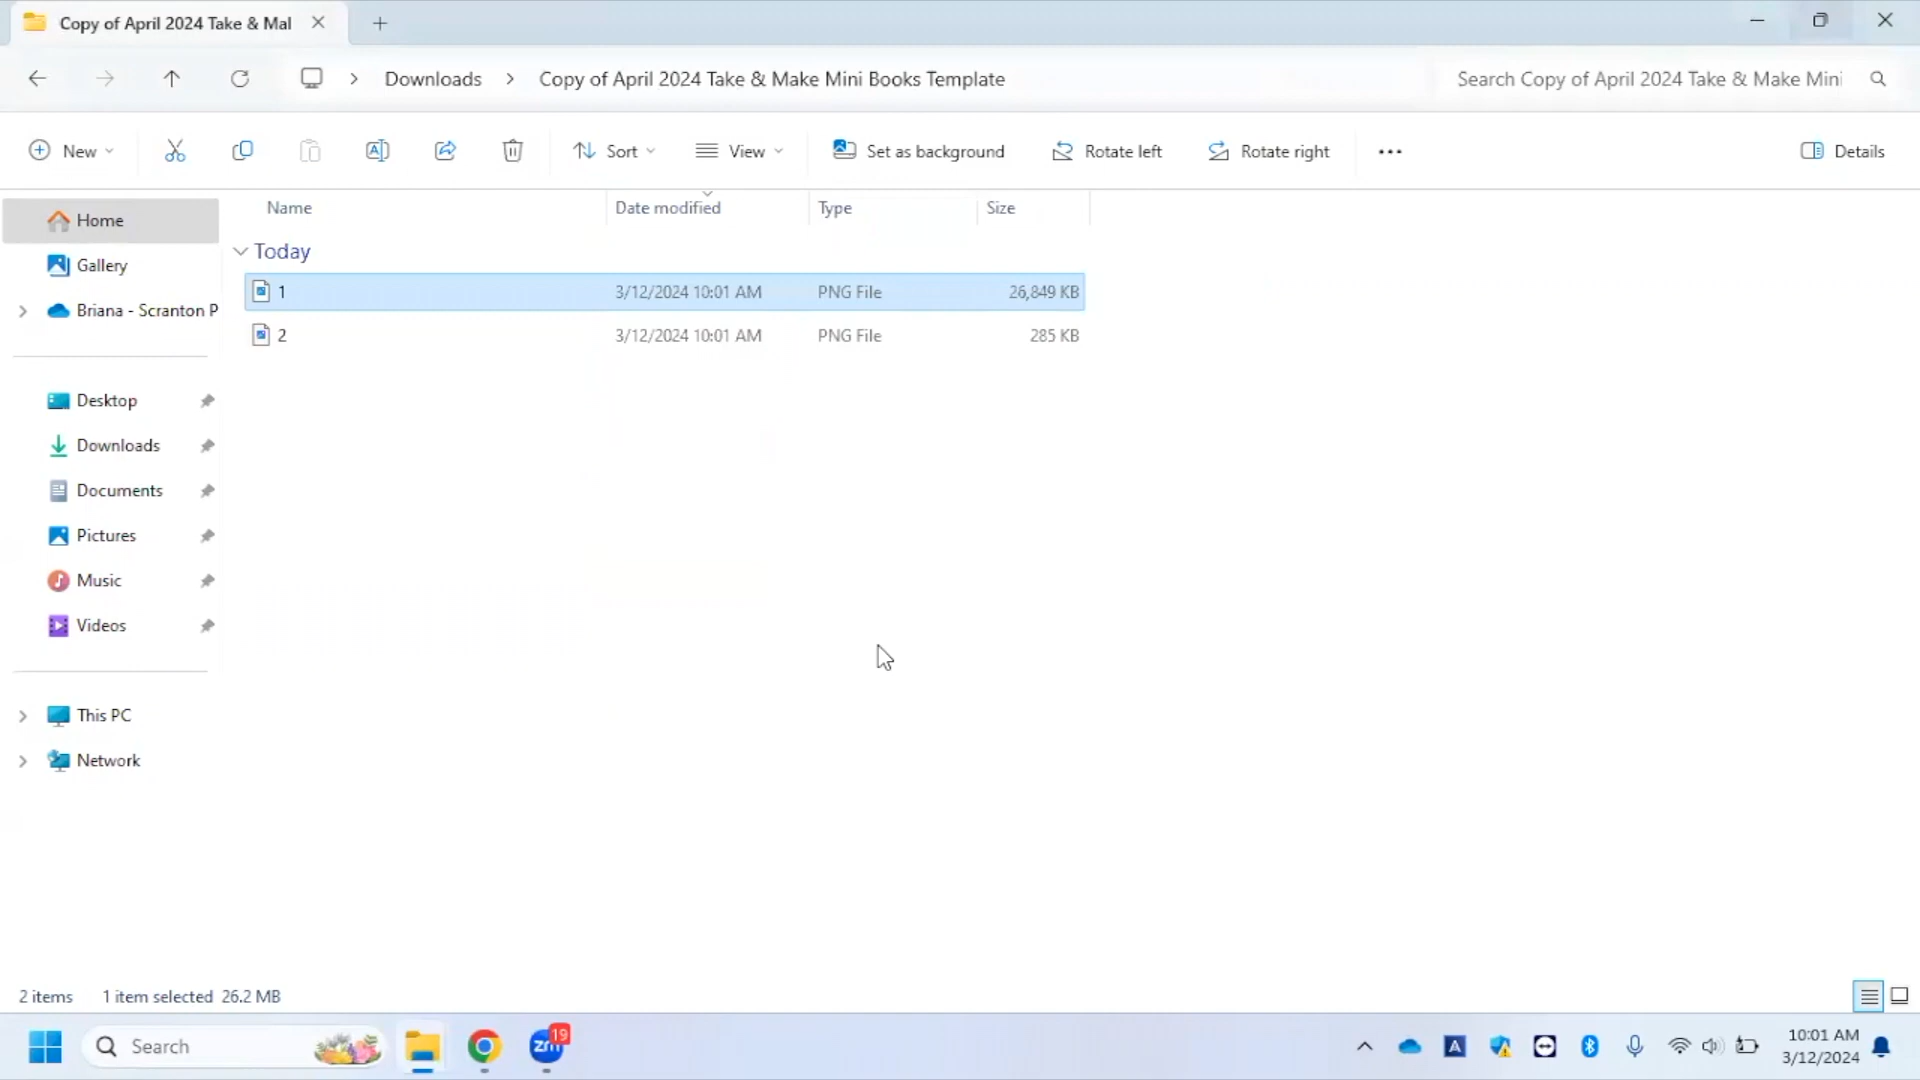 Copy of April 2024 Take & Mal
Downloads Copy of April 2024 Take & Make Mini Books Template
Search Copy of April 2024 Take & Make Mini
New Sort View Set as background Rotate left Rotate right Details
Name Date modified Type Size
Home
Today
Gallery
1 3/12/2024 10:01 AM PNG File 26,849 KB
Briana - Scranton P
2 3/12/2024 10:01 AM PNG File 285 KB
Desktop
Downloads
Documents
Pictures
Music
Videos
This PC
Network
2 items 1 item selected 26.2 MB
Search
zm
19
A
10:01 AM
3/12/2024